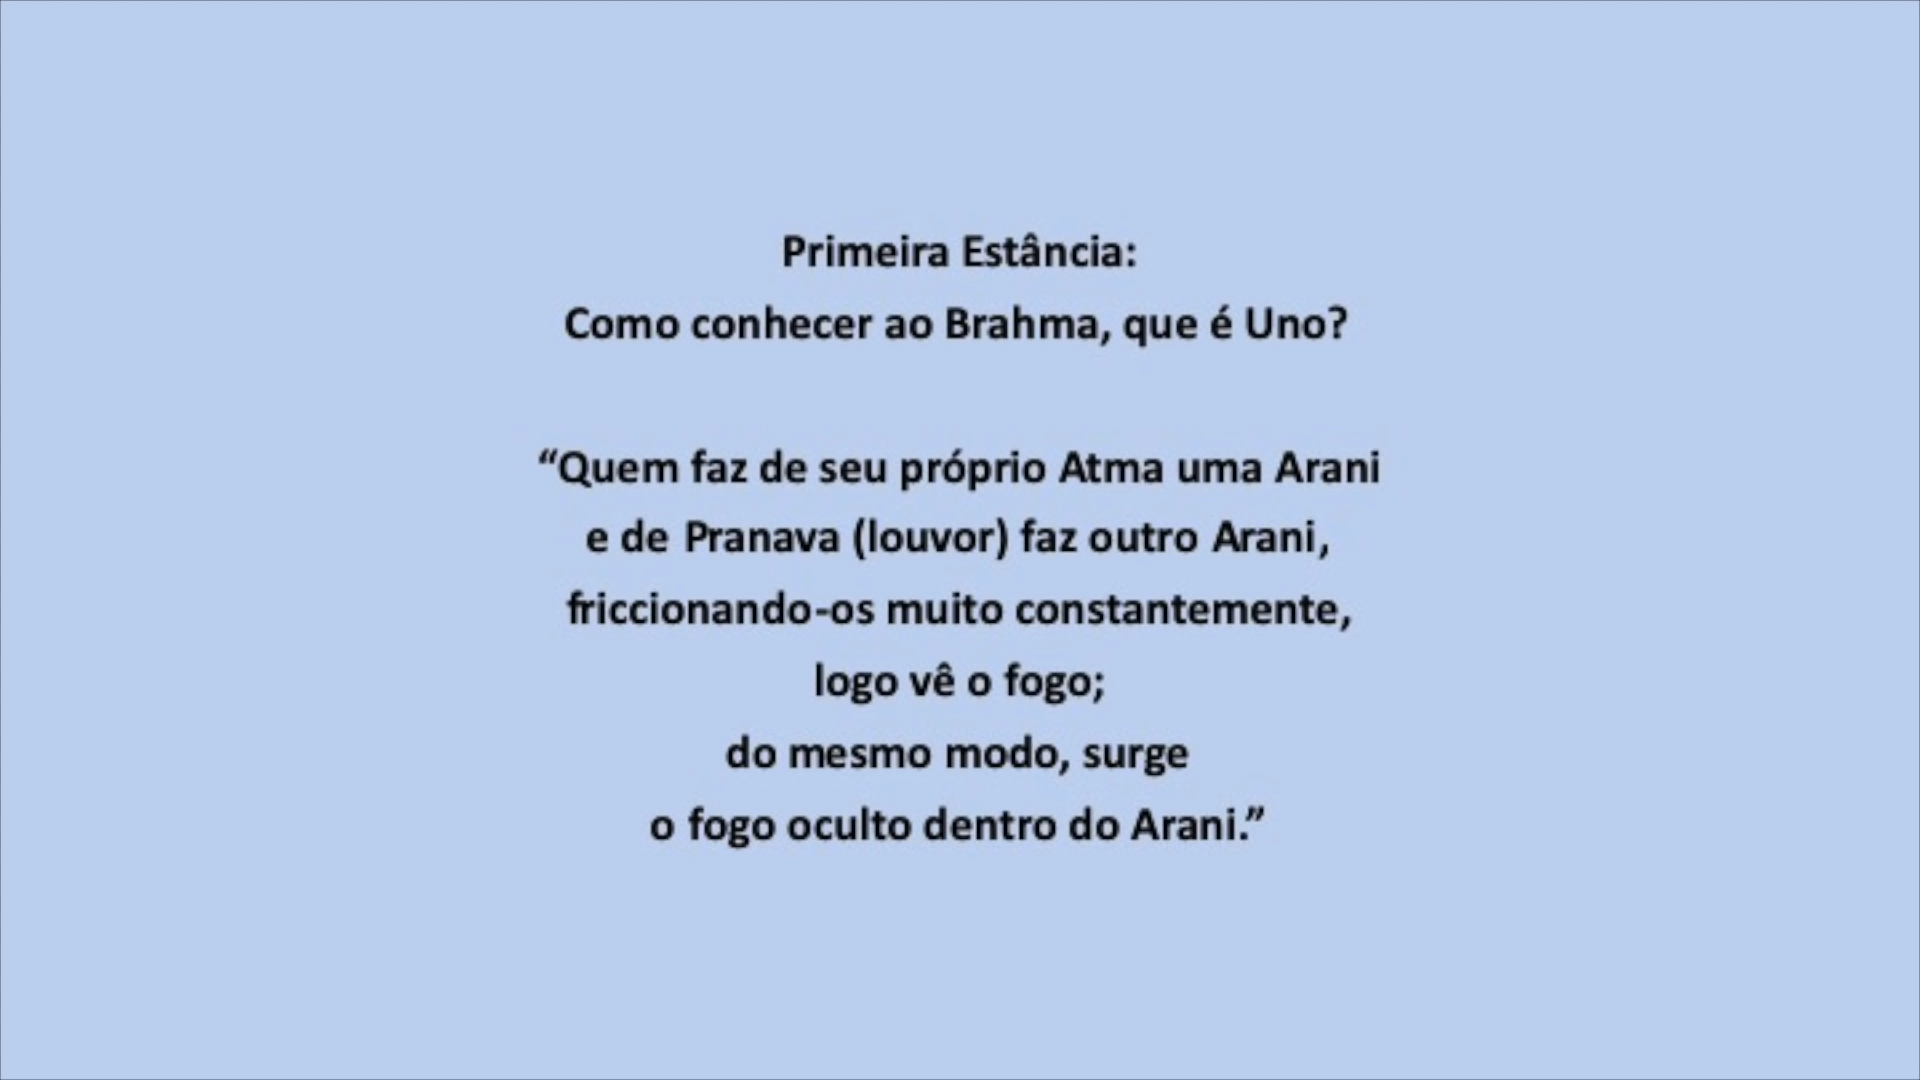 Primeira Estância:
Como conhecer ao Brahma, que é Uno?
“Quem faz de seu próprio Atma uma Arani
e de Pranava (louvor) faz outro Arani,
friccionando-os muito constantemente,
logo vê o fogo;
do mesmo modo, surge
o fogo oculto dentro do Arani.”